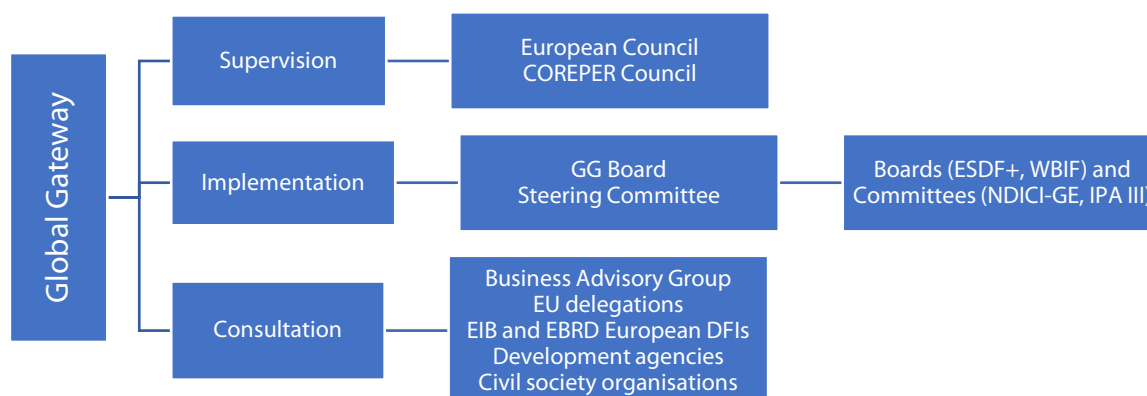 Global Gateway
Supervision
European Council
COREPER Council
Implementation
GG Board
Steering Committee
Boards (ESDF+, WBIF) and
Committees (NDICI-GE, IPA III)
Consultation
Business Advisory Group
EU delegations
EIB and EBRD European DFIs
Development agencies
Civil society organisations